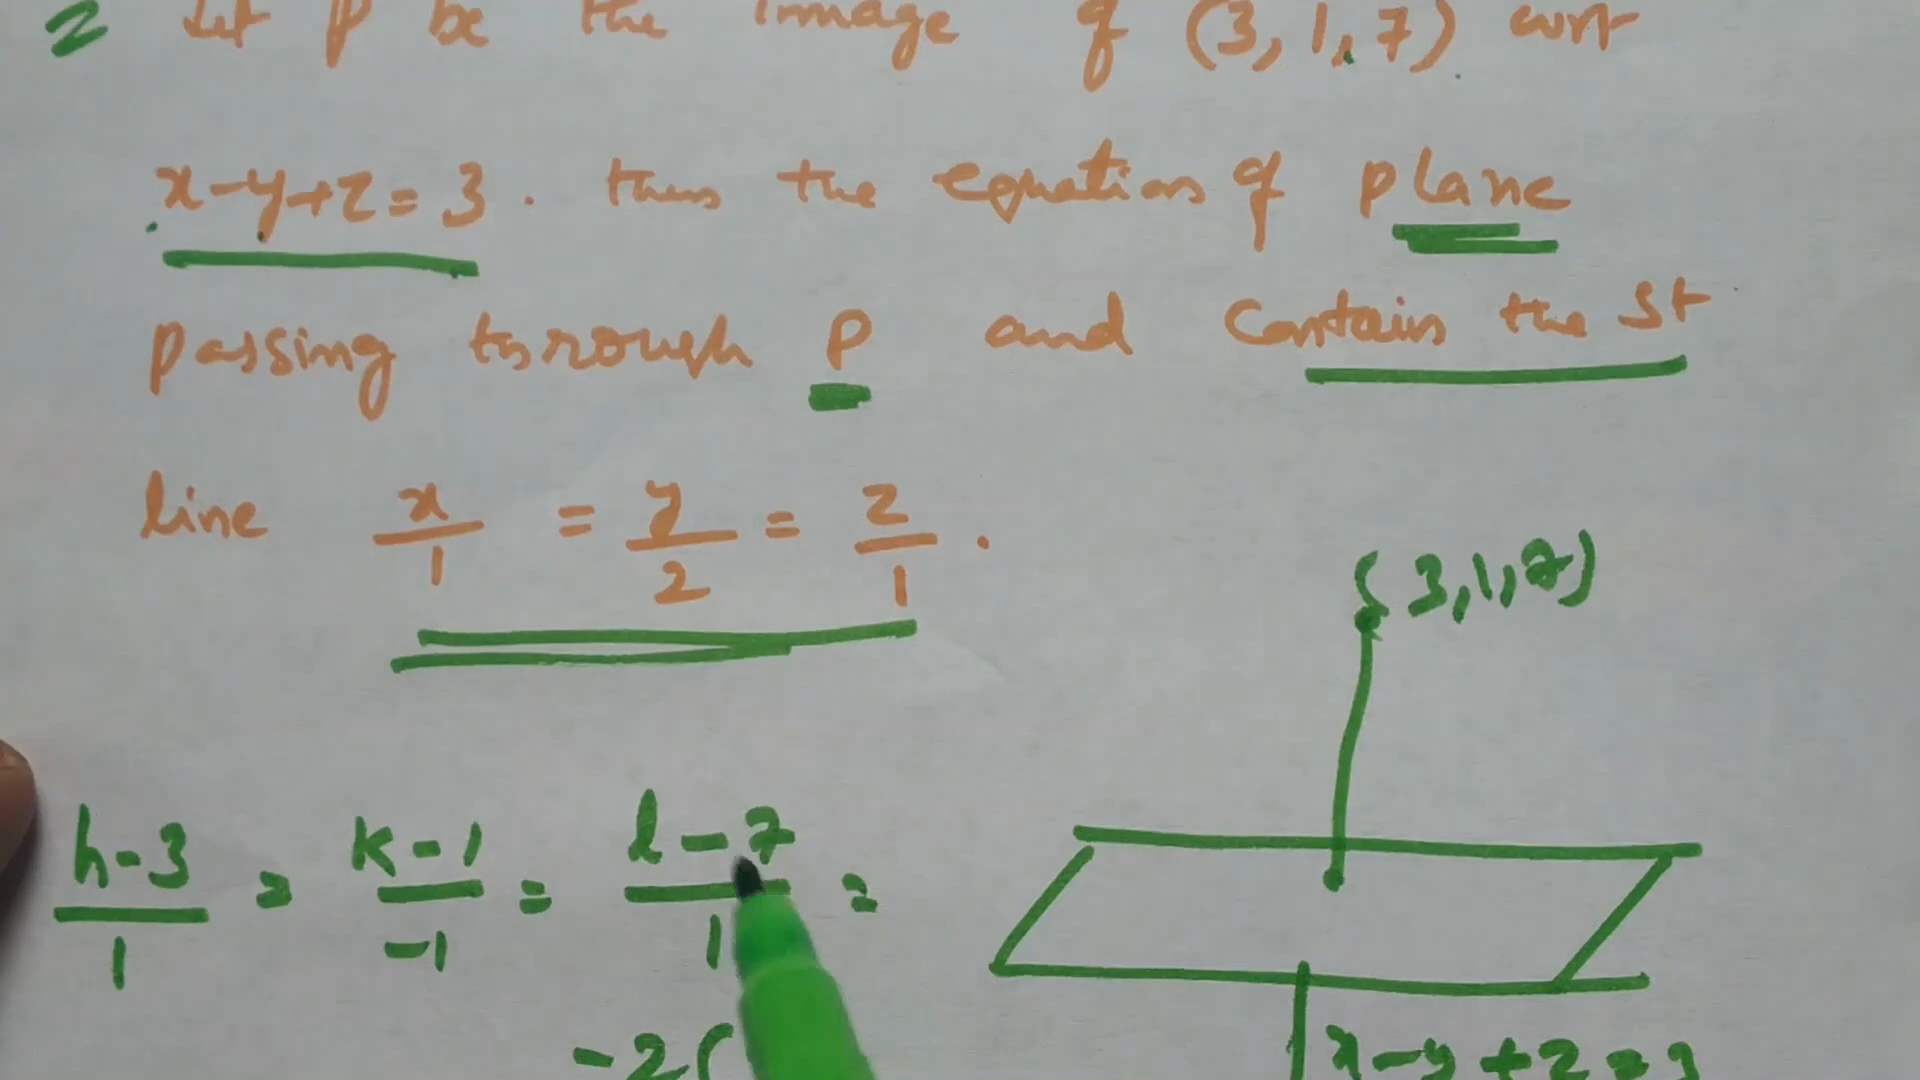 2 Let P be the image of (3,1,7) wrt
x-y+z=3. then the equation of plane
passing through P and contains the St
line x/1 = y/2 = z/1.
(3,1,7)
h-3/1 = k-1/-1 = l-7/1 =
-2(
x-y+z=3